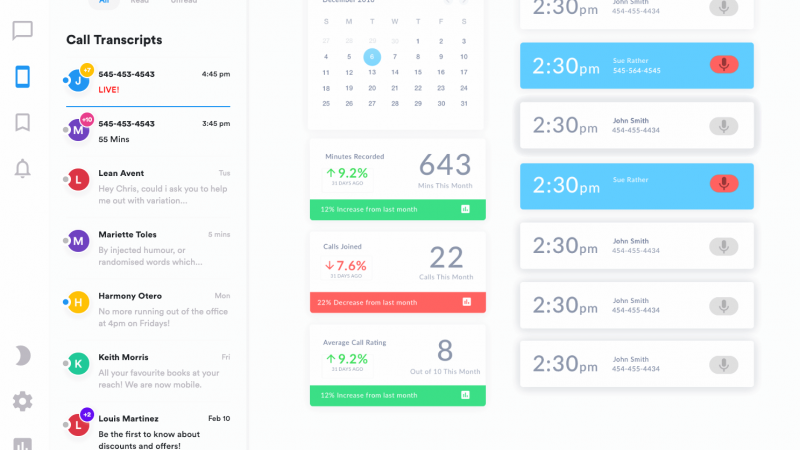 All Read Unread
Call Transcripts
+7
J
545-453-4543
4:45 pm
LIVE!
+10
M
545-453-4543
3:45 pm
55 Mins
L
Lean Avent
Tue
Hey Chris, could i ask you to help
me out with variation...
M
Mariette Toles
5 mins
By injected humour, or
randomised words which...
H
Harmony Otero
Mon
No more running out of the office
at 4pm on Fridays!
K
Keith Morris
Fri
All your favourite books at your
reach! We are now mobile.
+2
L
Louis Martinez
Feb 10
Be the first to know about
discounts and offers!
December 2016
S M T W T F S
27 28 29 30 1 2 3
4 5 6 7 8 9 10
11 12 13 14 15 16 17
18 19 20 21 22 23 24
25 26 27 28 29 30 31
Minutes Recorded
9.2%
31 DAYS AGO
643
Mins This Month
12% Increase from last month
Calls Joined
7.6%
31 DAYS AGO
22
Calls This Month
22% Decrease from last month
Average Call Rating
9.2%
31 DAYS AGO
8
Out of 10 This Month
12% Increase from last month
2:30pm
John Smith
454-455-4434
2:30pm
Sue Rather
545-564-4545
2:30pm
John Smith
454-455-4434
2:30pm
Sue Rather
2:30pm
John Smith
454-455-4434
2:30pm
John Smith
454-455-4434
2:30pm
John Smith
454-455-4434